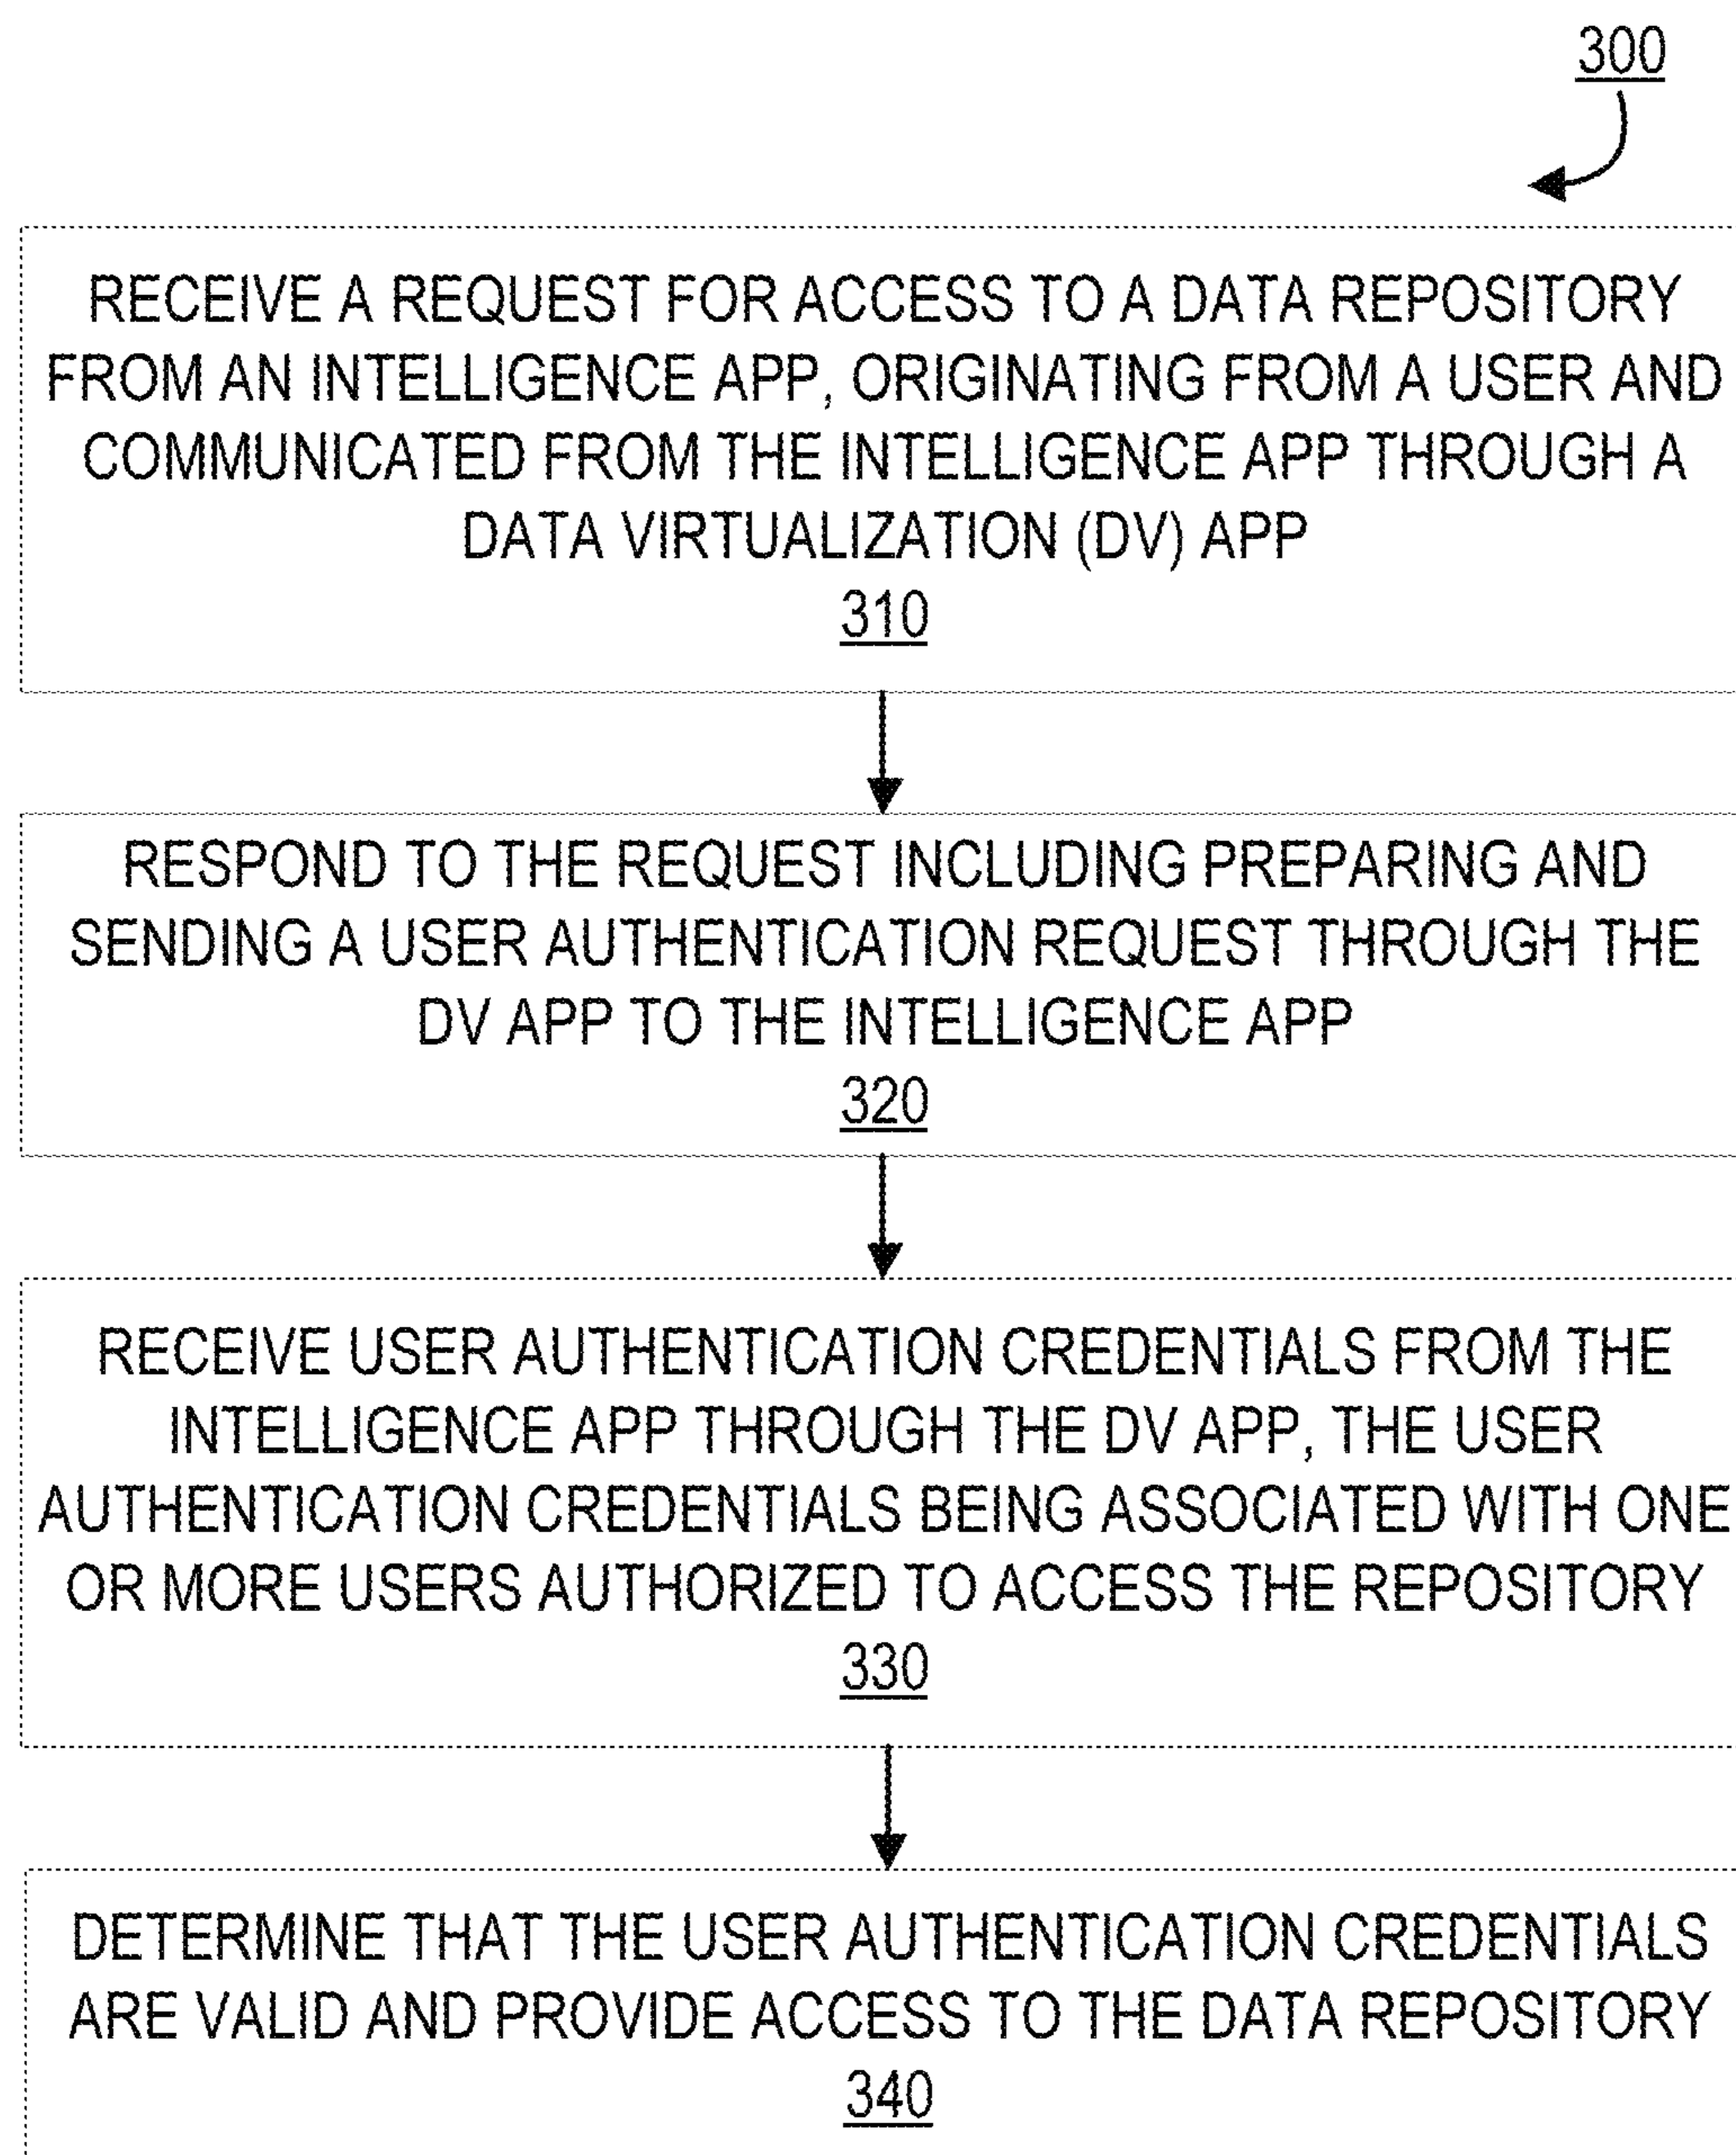 300
RECEIVE A REQUEST FOR ACCESS TO A DATA REPOSITORY
FROM AN INTELLIGENCE APP, ORIGINATING FROM A USER AND
COMMUNICATED FROM THE INTELLIGENCE APP THROUGH A
DATA VIRTUALIZATION (DV) APP
310
RESPOND TO THE REQUEST INCLUDING PREPARING AND
SENDING A USER AUTHENTICATION REQUEST THROUGH THE
DV APP TO THE INTELLIGENCE APP
320
RECEIVE USER AUTHENTICATION CREDENTIALS FROM THE
INTELLIGENCE APP THROUGH THE DV APP, THE USER
AUTHENTICATION CREDENTIALS BEING ASSOCIATED WITH ONE
OR MORE USERS AUTHORIZED TO ACCESS THE REPOSITORY
330
DETERMINE THAT THE USER AUTHENTICATION CREDENTIALS
ARE VALID AND PROVIDE ACCESS TO THE DATA REPOSITORY
340